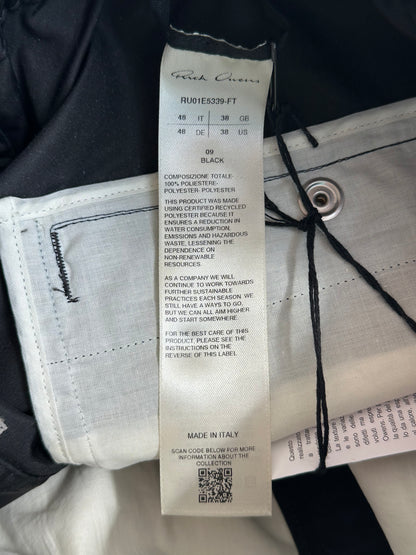 Rick Owens
RU01E5339-FT
48 IT 38 GB
48 DE 38 US
09
BLACK
COMPOSIZIONE TOTALE-
100% POLIESTERE-
POLYESTER- POLYESTER
THIS PRODUCT WAS MADE
USING CERTIFIED RECYCLED
POLYESTER BECAUSE IT
ENSURES A REDUCTION IN
WATER CONSUMPTION,
EMISSIONS AND HAZARDOUS
WASTE, LESSENING THE
DEPENDENCY ON
NON-RENEWABLE
RESOURCES.
AS A COMPANY WE WILL
CONTINUE TO WORK TOWARDS
FURTHER SUSTAINABLE
PRACTICES EACH SEASON. WE
STILL HAVE A WAYS TO GO,
BUT WE CAN ALL AIM HIGHER
AND START SOMEWHERE
FOR THE BEST CARE OF THIS
PRODUCT, PLEASE SEE THE
INSTRUCTIONS ON THE
REVERSE OF THIS LABEL
MADE IN ITALY
SCAN CODE BELOW FOR MORE
INFORMATION ABOUT THE
COLLECTION
Questo
realizzato